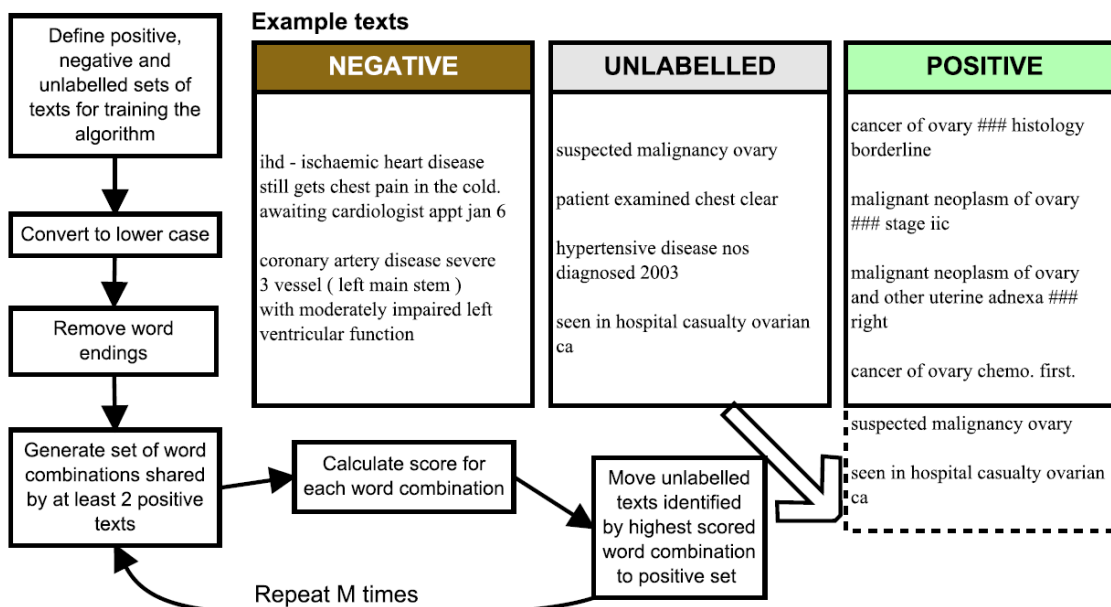 Define positive,
negative and
unlabelled sets of
texts for training the
algorithm
Convert to lower case
Remove word
endings
Generate set of word
combinations shared
by at least 2 positive
texts
Calculate score for
each word combination
Move unlabelled
texts identified
by highest scored
word combination
to positive set
Repeat M times
Example texts
NEGATIVE
ihd - ischaemic heart disease
still gets chest pain in the cold.
awaiting cardiologist appt jan 6
coronary artery disease severe
3 vessel ( left main stem )
with moderately impaired left
ventricular function
UNLABELLED
suspected malignancy ovary
patient examined chest clear
hypertensive disease nos
diagnosed 2003
seen in hospital casualty ovarian
ca
POSITIVE
cancer of ovary ### histology
borderline
malignant neoplasm of ovary
### stage iic
malignant neoplasm of ovary
and other uterine adnexa ###
right
cancer of ovary chemo. first.
suspected malignancy ovary
seen in hospital casualty ovarian
ca